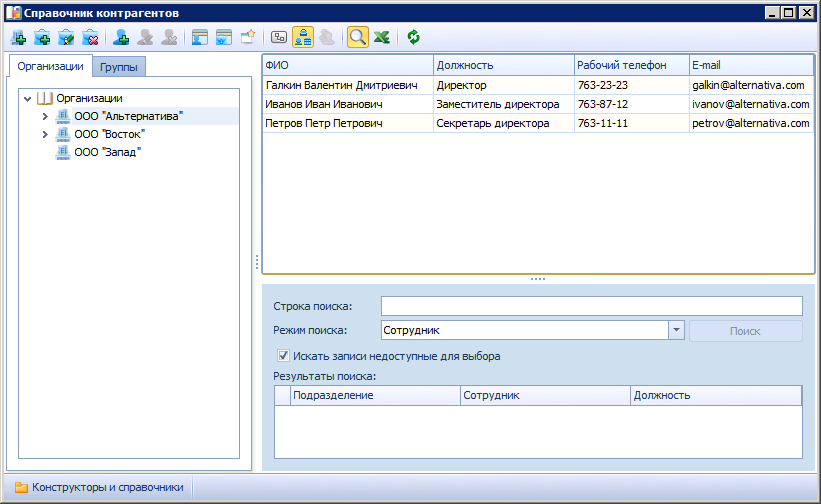 Справочник контрагентов
Организации Группы
Организации
ООО "Альтернатива"
ООО "Восток"
ООО "Запад"
ФИО Должность Рабочий телефон E-mail
Галкин Валентин Дмитриевич Директор 763-23-23 galkin@alternativa.com
Иванов Иван Иванович Заместитель директора 763-87-12 ivanov@alternativa.com
Петров Петр Петрович Секретарь директора 763-11-11 petrov@alternativa.com
Строка поиска:
Режим поиска: Сотрудник Поиск
Искать записи недоступные для выбора
Результаты поиска:
Подразделение Сотрудник Должность
Конструкторы и справочники